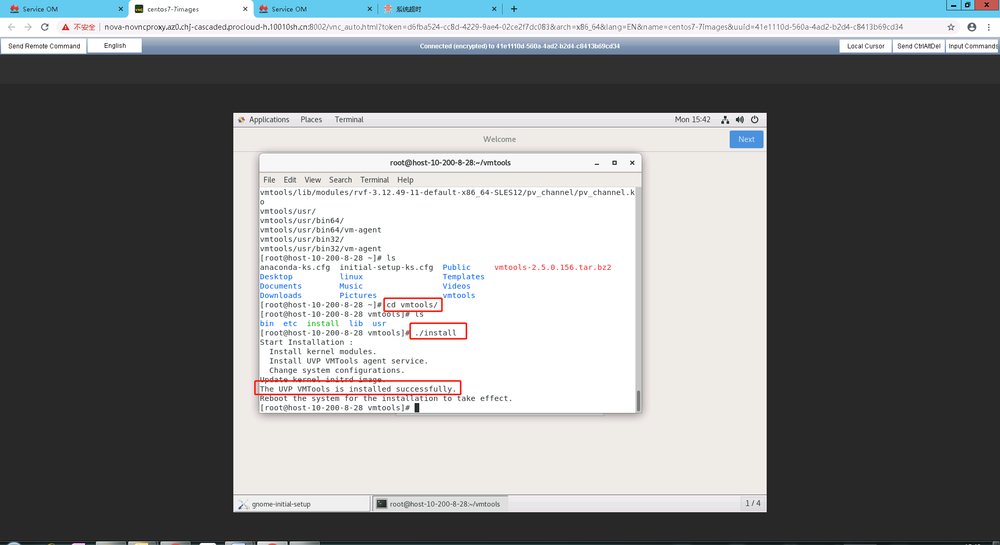 Service OM
centos7-7images
Service OM
系统超时
不安全
nova-novncproxy.az0.chj-cascaded.procloud-h.10010sh.cn:8002/vnc_auto.html?token=d6fba524-cc8d-4229-9ae4-02ce2f7dc083&arch=x86_64&lang=EN&name=centos7-7images&uuid=41e1110d-560a-4ad2-b2d4-c8413b69cd34
Send Remote Command
English
Connected (encrypted) to 41e1110d-560a-4ad2-b2d4-c8413b69cd34
Local Cursor
Send CtrlAltDel
Input Commands
Applications Places Terminal
Mon 15:42
Welcome
Next
root@host-10-200-8-28:~/vmtools
File Edit View Search Terminal Help
vmtools/lib/modules/rvf-3.12.49-11-default-x86_64-SLES12/pv_channel/pv_channel.k
o
vmtools/usr/
vmtools/usr/bin64/
vmtools/usr/bin64/vm-agent
vmtools/usr/bin32/
vmtools/usr/bin32/vm-agent
[root@host-10-200-8-28 ~]# ls
anaconda-ks.cfg initial-setup-ks.cfg Public vmtools-2.5.0.156.tar.bz2
Desktop linux Templates
Documents Music Videos
Downloads Pictures vmtools
[root@host-10-200-8-28 ~]# cd vmtools/
[root@host-10-200-8-28 vmtools]# ls
bin etc install lib usr
[root@host-10-200-8-28 vmtools]# ./install
Start Installation :
Install kernel modules.
Install UVP VMTools agent service.
Change system configurations.
Update kernel initrd image.
The UVP VMTools is installed successfully.
Reboot the system for the installation to take effect.
[root@host-10-200-8-28 vmtools]#
gnome-initial-setup
root@host-10-200-8-28:~/vmtools
1 / 4